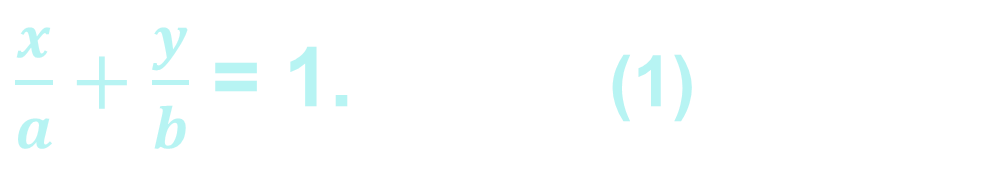 x/a + y/b = 1. (1)